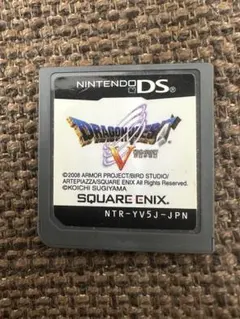 NINTENDO DS
DRAGON QUEST
V
©2008 ARMOR PROJECT/BIRD STUDIO/
ARTEPIAZZA/SQUARE ENIX All Rights Reserved.
©KOICHI SUGIYAMA
SQUARE ENIX.
NTR-YV5J-JPN